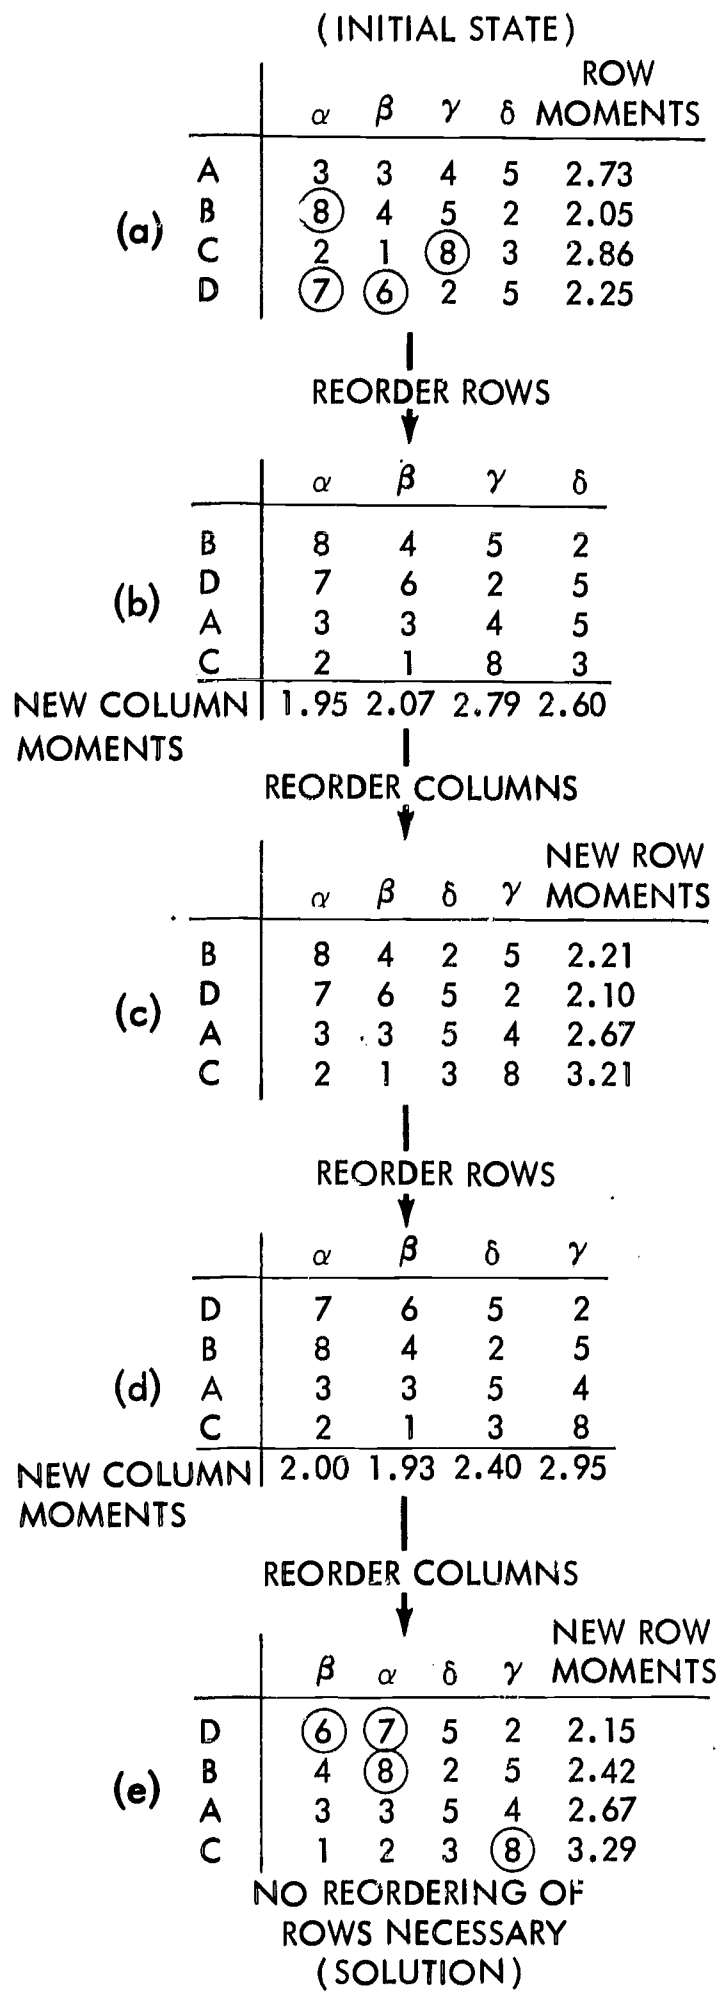 (INITIAL STATE)
ROW
α β γ δ MOMENTS
A 3 3 4 5 2.73
B 8 4 5 2 2.05
(a)
C 2 1 8 3 2.86
D 7 6 2 5 2.25
REORDER ROWS
α β γ δ
B 8 4 5 2
D 7 6 2 5
(b)
A 3 3 4 5
C 2 1 8 3
NEW COLUMN 1.95 2.07 2.79 2.60
MOMENTS
REORDER COLUMNS
NEW ROW
α β δ γ MOMENTS
B 8 4 2 5 2.21
D 7 6 5 2 2.10
(c)
A 3 3 5 4 2.67
C 2 1 3 8 3.21
REORDER ROWS
α β δ γ
D 7 6 5 2
B 8 4 2 5
(d)
A 3 3 5 4
C 2 1 3 8
NEW COLUMN 2.00 1.93 2.40 2.95
MOMENTS
REORDER COLUMNS
NEW ROW
β α δ γ MOMENTS
D 6 7 5 2 2.15
B 4 8 2 5 2.42
(e)
A 3 3 5 4 2.67
C 1 2 3 8 3.29
NO REORDERING OF
ROWS NECESSARY
(SOLUTION)